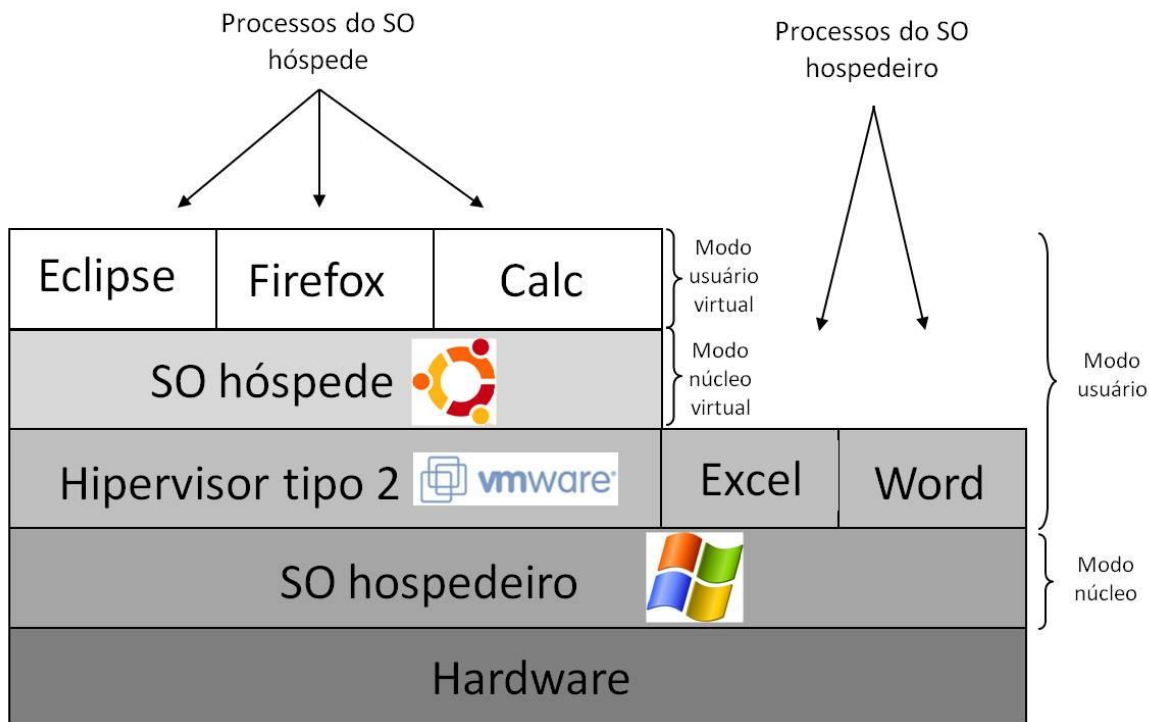 Processos do SO
hóspede
Processos do SO
hospedeiro
Eclipse
Firefox
Calc
Modo
usuário
virtual
SO hóspede
Modo
núcleo
virtual
Modo
usuário
Hipervisor tipo 2
vmware
Excel
Word
SO hospedeiro
Modo
núcleo
Hardware